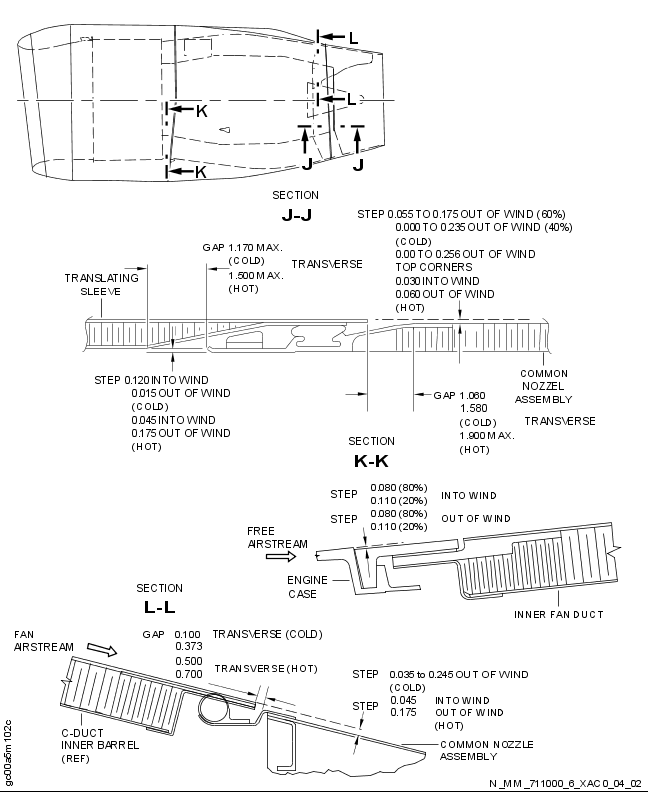 L
K
L
K
J
J
SECTION
J-J
STEP 0.055 TO 0.175 OUT OF WIND (60%)
0.000 TO 0.235 OUT OF WIND (40%)
(COLD)
0.00 TO 0.256 OUT OF WIND
TOP CORNERS
0.030 INTO WIND
0.060 OUT OF WIND
(HOT)
GAP 1.170 MAX.
(COLD)
1.500 MAX.
(HOT)
TRANSVERSE
TRANSLATING
SLEEVE
STEP 0.120 INTO WIND
0.015 OUT OF WIND
(COLD)
0.045 INTO WIND
0.175 OUT OF WIND
(HOT)
COMMON
NOZZEL
ASSEMBLY
GAP 1.060
1.580
(COLD)
1.900 MAX.
(HOT)
TRANSVERSE
SECTION
K-K
STEP 0.080 (80%)
0.110 (20%)
INTO WIND
STEP 0.080 (80%)
0.110 (20%)
OUT OF WIND
FREE
AIRSTREAM
ENGINE
CASE
INNER FAN DUCT
SECTION
L-L
FAN
AIRSTREAM
GAP 0.100
0.373
TRANSVERSE (COLD)
0.500
0.700
TRANSVERSE (HOT)
STEP 0.035 to 0.245 OUT OF WIND
(COLD)
STEP 0.045 INTO WIND
0.175 OUT OF WIND
(HOT)
C-DUCT
INNER BARREL
(REF)
COMMON NOZZLE
ASSEMBLY
gc00a6m102c
N_MM_711000_6_XAC0_04_02